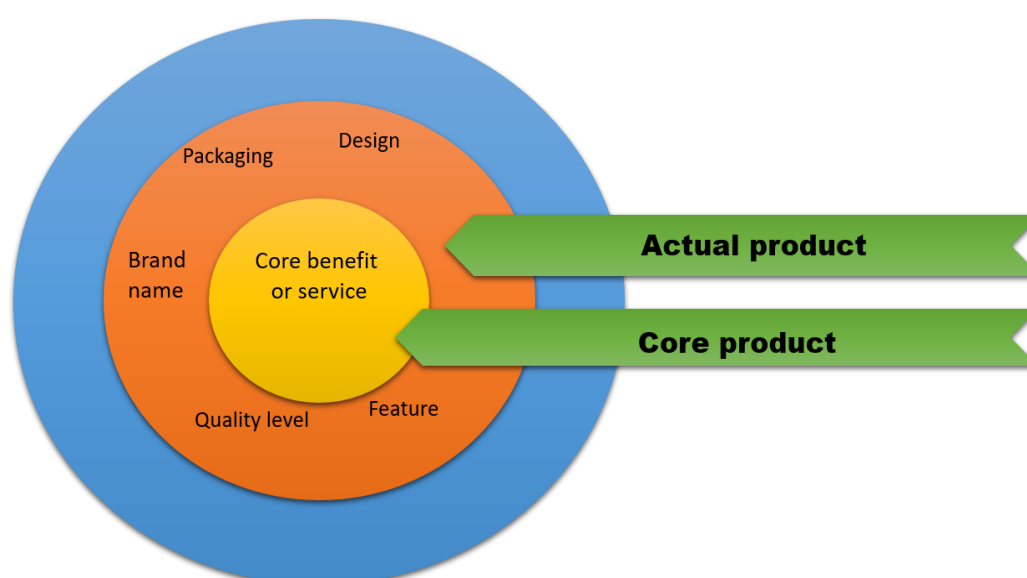 Design
Packaging
Actual product
Brand
name
Core benefit
or service
Core product
Feature
Quality level